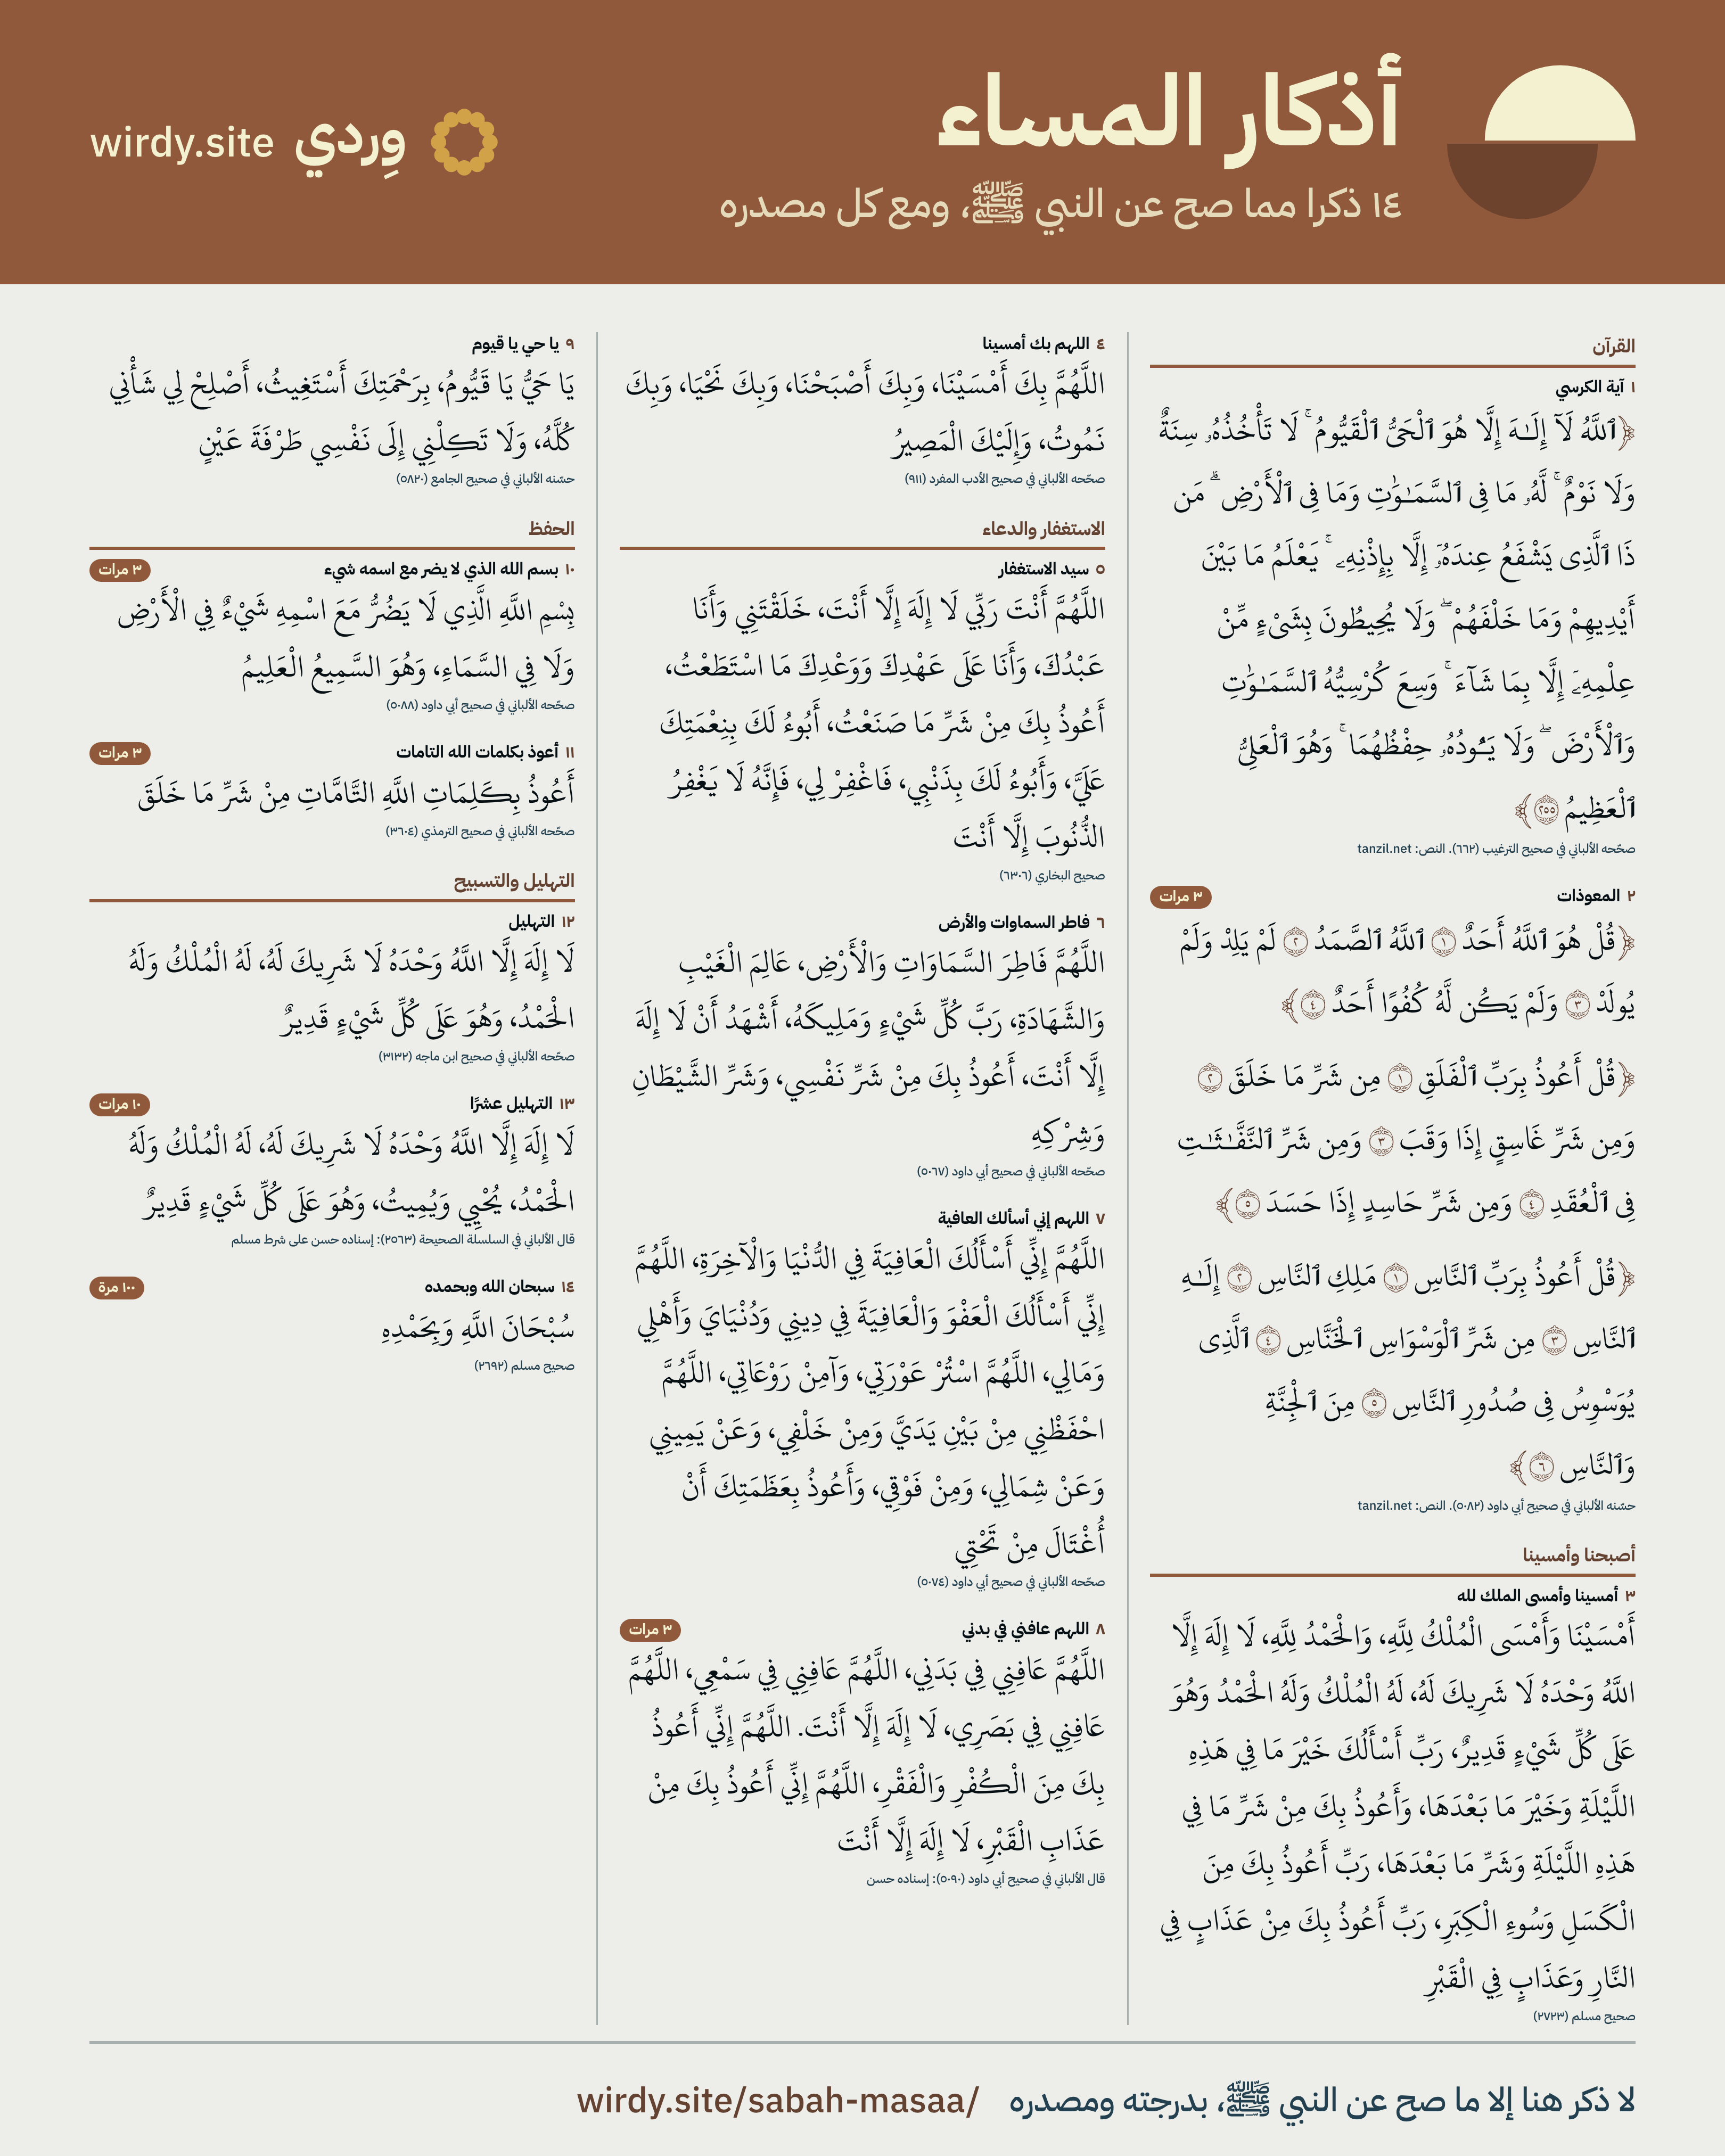 أذكار المساء
١٤ ذكرا مما صح عن النبي ﷺ، ومع كل مصدره
وِردي wirdy.site
القرآن
١ آية الكرسي
﴿ٱللَّهُ لَآ إِلَـٰهَ إِلَّا هُوَ ٱلْحَىُّ ٱلْقَيُّومُ ۚ لَا تَأْخُذُهُۥ سِنَةٌ
وَلَا نَوْمٌ ۚ لَّهُۥ مَا فِى ٱلسَّمَـٰوَٰتِ وَمَا فِى ٱلْأَرْضِ ۗ مَن
ذَا ٱلَّذِى يَشْفَعُ عِندَهُۥٓ إِلَّا بِإِذْنِهِۦ ۚ يَعْلَمُ مَا بَيْنَ
أَيْدِيهِمْ وَمَا خَلْفَهُمْ ۖ وَلَا يُحِيطُونَ بِشَىْءٍ مِّنْ
عِلْمِهِۦٓ إِلَّا بِمَا شَآءَ ۚ وَسِعَ كُرْسِيُّهُ ٱلسَّمَـٰوَٰتِ
وَٱلْأَرْضَ ۖ وَلَا يَـُٔودُهُۥ حِفْظُهُمَا ۚ وَهُوَ ٱلْعَلِىُّ
ٱلْعَظِيمُ ۝٢٥٥﴾
صحّحه الألباني في صحيح الترغيب (٦٦٢). النص: tanzil.net
٢ المعوذات ٣ مرات
﴿قُلْ هُوَ ٱللَّهُ أَحَدٌ ۝١ ٱللَّهُ ٱلصَّمَدُ ۝٢ لَمْ يَلِدْ وَلَمْ
يُولَدْ ۝٣ وَلَمْ يَكُن لَّهُۥ كُفُوًا أَحَدٌ ۝٤﴾
﴿قُلْ أَعُوذُ بِرَبِّ ٱلْفَلَقِ ۝١ مِن شَرِّ مَا خَلَقَ ۝٢
وَمِن شَرِّ غَاسِقٍ إِذَا وَقَبَ ۝٣ وَمِن شَرِّ ٱلنَّفَّـٰثَـٰتِ
فِى ٱلْعُقَدِ ۝٤ وَمِن شَرِّ حَاسِدٍ إِذَا حَسَدَ ۝٥﴾
﴿قُلْ أَعُوذُ بِرَبِّ ٱلنَّاسِ ۝١ مَلِكِ ٱلنَّاسِ ۝٢ إِلَـٰهِ
ٱلنَّاسِ ۝٣ مِن شَرِّ ٱلْوَسْوَاسِ ٱلْخَنَّاسِ ۝٤ ٱلَّذِى
يُوَسْوِسُ فِى صُدُورِ ٱلنَّاسِ ۝٥ مِنَ ٱلْجِنَّةِ
وَٱلنَّاسِ ۝٦﴾
حسّنه الألباني في صحيح أبي داود (٥٠٨٢). النص: tanzil.net
أصبحنا وأمسينا
٣ أمسينا وأمسى الملك لله
أَمْسَيْنَا وَأَمْسَى الْمُلْكُ لِلَّهِ، وَالْحَمْدُ لِلَّهِ، لَا إِلَهَ إِلَّا
اللَّهُ وَحْدَهُ لَا شَرِيكَ لَهُ، لَهُ الْمُلْكُ وَلَهُ الْحَمْدُ وَهُوَ
عَلَى كُلِّ شَيْءٍ قَدِيرٌ، رَبِّ أَسْأَلُكَ خَيْرَ مَا فِي هَذِهِ
اللَّيْلَةِ وَخَيْرَ مَا بَعْدَهَا، وَأَعُوذُ بِكَ مِنْ شَرِّ مَا فِي
هَذِهِ اللَّيْلَةِ وَشَرِّ مَا بَعْدَهَا، رَبِّ أَعُوذُ بِكَ مِنَ
الْكَسَلِ وَسُوءِ الْكِبَرِ، رَبِّ أَعُوذُ بِكَ مِنْ عَذَابٍ فِي
النَّارِ وَعَذَابٍ فِي الْقَبْرِ
صحيح مسلم (٢٧٢٣)
٤ اللهم بك أمسينا
اللَّهُمَّ بِكَ أَمْسَيْنَا، وَبِكَ أَصْبَحْنَا، وَبِكَ نَحْيَا، وَبِكَ
نَمُوتُ، وَإِلَيْكَ الْمَصِيرُ
صحّحه الألباني في صحيح الأدب المفرد (٩١١)
الاستغفار والدعاء
٥ سيد الاستغفار
اللَّهُمَّ أَنْتَ رَبِّي لَا إِلَهَ إِلَّا أَنْتَ، خَلَقْتَنِي وَأَنَا
عَبْدُكَ، وَأَنَا عَلَى عَهْدِكَ وَوَعْدِكَ مَا اسْتَطَعْتُ،
أَعُوذُ بِكَ مِنْ شَرِّ مَا صَنَعْتُ، أَبُوءُ لَكَ بِنِعْمَتِكَ
عَلَيَّ، وَأَبُوءُ لَكَ بِذَنْبِي، فَاغْفِرْ لِي، فَإِنَّهُ لَا يَغْفِرُ
الذُّنُوبَ إِلَّا أَنْتَ
صحيح البخاري (٦٣٠٦)
٦ فاطر السماوات والأرض
اللَّهُمَّ فَاطِرَ السَّمَاوَاتِ وَالْأَرْضِ، عَالِمَ الْغَيْبِ
وَالشَّهَادَةِ، رَبَّ كُلِّ شَيْءٍ وَمَلِيكَهُ، أَشْهَدُ أَنْ لَا إِلَهَ
إِلَّا أَنْتَ، أَعُوذُ بِكَ مِنْ شَرِّ نَفْسِي، وَشَرِّ الشَّيْطَانِ
وَشِرْكِهِ
صحّحه الألباني في صحيح أبي داود (٥٠٦٧)
٧ اللهم إني أسألك العافية
اللَّهُمَّ إِنِّي أَسْأَلُكَ الْعَافِيَةَ فِي الدُّنْيَا وَالْآخِرَةِ، اللَّهُمَّ
إِنِّي أَسْأَلُكَ الْعَفْوَ وَالْعَافِيَةَ فِي دِينِي وَدُنْيَايَ وَأَهْلِي
وَمَالِي، اللَّهُمَّ اسْتُرْ عَوْرَتِي، وَآمِنْ رَوْعَاتِي، اللَّهُمَّ
احْفَظْنِي مِنْ بَيْنِ يَدَيَّ وَمِنْ خَلْفِي، وَعَنْ يَمِينِي
وَعَنْ شِمَالِي، وَمِنْ فَوْقِي، وَأَعُوذُ بِعَظَمَتِكَ أَنْ
أُغْتَالَ مِنْ تَحْتِي
صحّحه الألباني في صحيح أبي داود (٥٠٧٤)
٨ اللهم عافني في بدني ٣ مرات
اللَّهُمَّ عَافِنِي فِي بَدَنِي، اللَّهُمَّ عَافِنِي فِي سَمْعِي، اللَّهُمَّ
عَافِنِي فِي بَصَرِي، لَا إِلَهَ إِلَّا أَنْتَ. اللَّهُمَّ إِنِّي أَعُوذُ
بِكَ مِنَ الْكُفْرِ وَالْفَقْرِ، اللَّهُمَّ إِنِّي أَعُوذُ بِكَ مِنْ
عَذَابِ الْقَبْرِ، لَا إِلَهَ إِلَّا أَنْتَ
قال الألباني في صحيح أبي داود (٥٠٩٠): إسناده حسن
٩ يا حي يا قيوم
يَا حَيُّ يَا قَيُّومُ، بِرَحْمَتِكَ أَسْتَغِيثُ، أَصْلِحْ لِي شَأْنِي
كُلَّهُ، وَلَا تَكِلْنِي إِلَى نَفْسِي طَرْفَةَ عَيْنٍ
حسّنه الألباني في صحيح الجامع (٥٨٢٠)
الحفظ
١٠ بسم الله الذي لا يضر مع اسمه شيء ٣ مرات
بِسْمِ اللَّهِ الَّذِي لَا يَضُرُّ مَعَ اسْمِهِ شَيْءٌ فِي الْأَرْضِ
وَلَا فِي السَّمَاءِ، وَهُوَ السَّمِيعُ الْعَلِيمُ
صحّحه الألباني في صحيح أبي داود (٥٠٨٨)
١١ أعوذ بكلمات الله التامات ٣ مرات
أَعُوذُ بِكَلِمَاتِ اللَّهِ التَّامَّاتِ مِنْ شَرِّ مَا خَلَقَ
صحّحه الألباني في صحيح الترمذي (٣٦٠٤)
التهليل والتسبيح
١٢ التهليل
لَا إِلَهَ إِلَّا اللَّهُ وَحْدَهُ لَا شَرِيكَ لَهُ، لَهُ الْمُلْكُ وَلَهُ
الْحَمْدُ، وَهُوَ عَلَى كُلِّ شَيْءٍ قَدِيرٌ
صحّحه الألباني في صحيح ابن ماجه (٣١٣٢)
١٣ التهليل عشرًا ١٠ مرات
لَا إِلَهَ إِلَّا اللَّهُ وَحْدَهُ لَا شَرِيكَ لَهُ، لَهُ الْمُلْكُ وَلَهُ
الْحَمْدُ، يُحْيِي وَيُمِيتُ، وَهُوَ عَلَى كُلِّ شَيْءٍ قَدِيرٌ
قال الألباني في السلسلة الصحيحة (٢٥٦٣): إسناده حسن على شرط مسلم
١٤ سبحان الله وبحمده ١٠٠ مرة
سُبْحَانَ اللَّهِ وَبِحَمْدِهِ
صحيح مسلم (٢٦٩٢)
لا ذكر هنا إلا ما صح عن النبي ﷺ، بدرجته ومصدره wirdy.site/sabah-masaa/